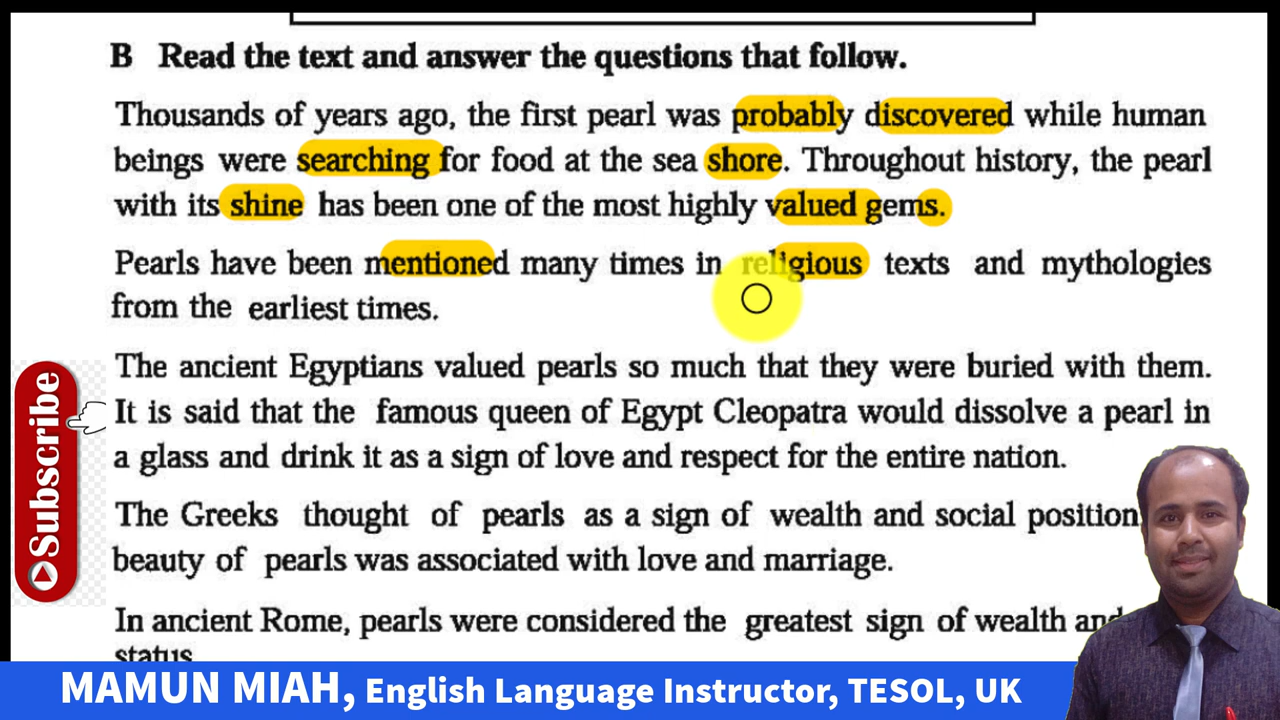 B Read the text and answer the questions that follow.
Thousands of years ago, the first pearl was probably discovered while human
beings were searching for food at the sea shore. Throughout history, the pearl
with its shine has been one of the most highly valued gems.
Pearls have been mentioned many times in religious texts and mythologies
from the earliest times.
The ancient Egyptians valued pearls so much that they were buried with them.
It is said that the famous queen of Egypt Cleopatra would dissolve a pearl in
a glass and drink it as a sign of love and respect for the entire nation.
The Greeks thought of pearls as a sign of wealth and social position
beauty of pearls was associated with love and marriage.
In ancient Rome, pearls were considered the greatest sign of wealth and
status
Subscribe
MAMUN MIAH, English Language Instructor, TESOL, UK